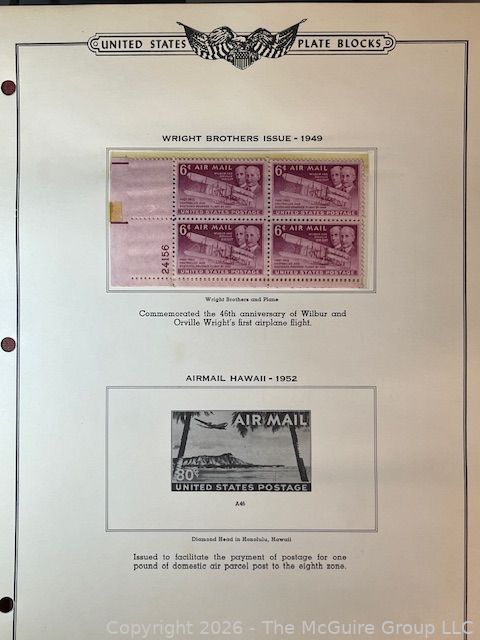 UNITED STATES PLATE BLOCKS
WRIGHT BROTHERS ISSUE - 1949
6¢ AIR MAIL
UNITED STATES POSTAGE
6¢ AIR MAIL
UNITED STATES POSTAGE
24156
6¢ AIR MAIL
UNITED STATES POSTAGE
6¢ AIR MAIL
UNITED STATES POSTAGE
Wright Brothers and Plane
Commemorated the 46th anniversary of Wilbur and
Orville Wright's first airplane flight.
AIRMAIL HAWAII - 1952
AIR MAIL
80¢
UNITED STATES POSTAGE
A46
Diamond Head in Honolulu, Hawaii
Issued to facilitate the payment of postage for one
pound of domestic air parcel post to the eighth zone.
Copyright 2026 - The McGuire Group LLC